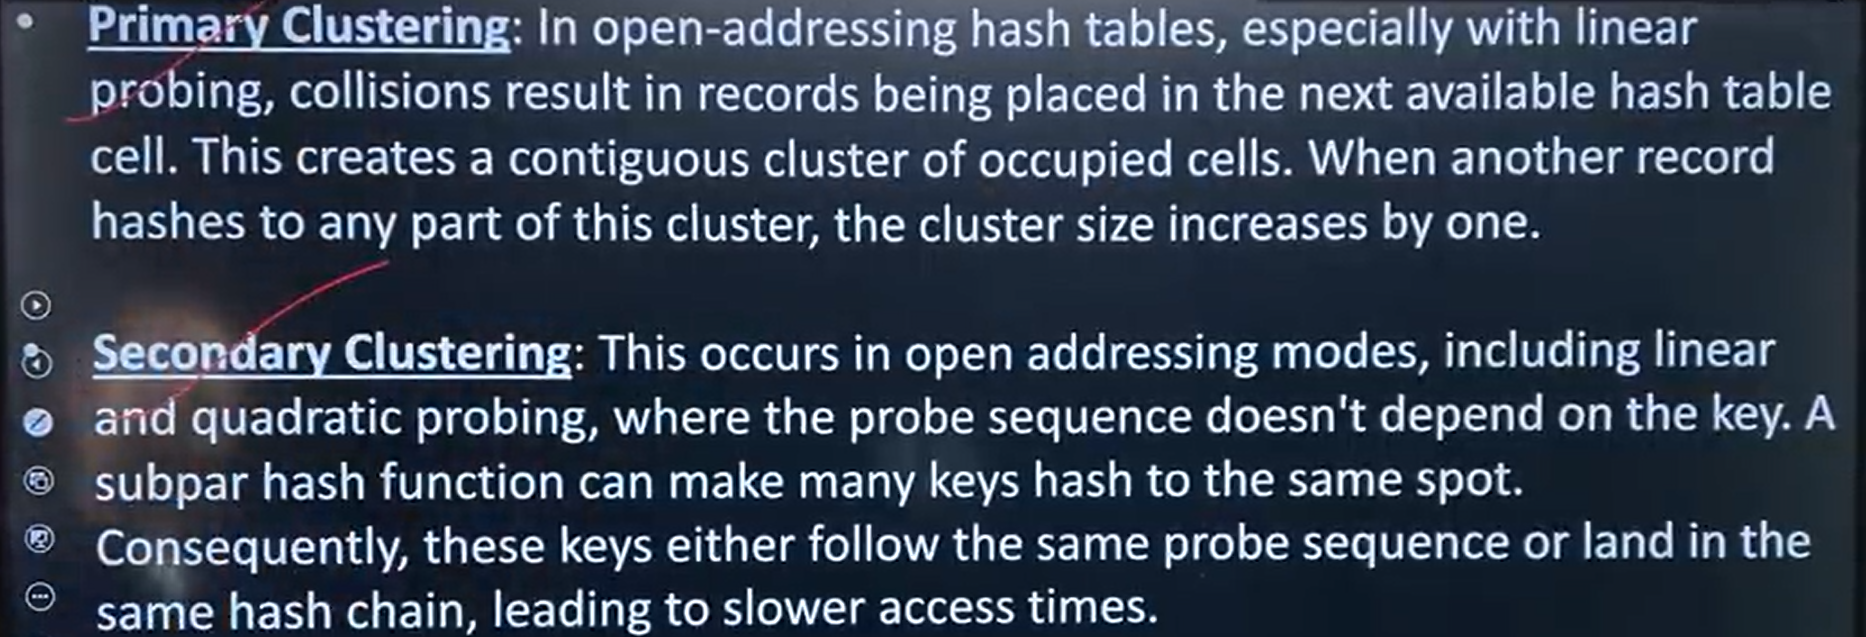 • Primary Clustering: In open-addressing hash tables, especially with linear
probing, collisions result in records being placed in the next available hash table
cell. This creates a contiguous cluster of occupied cells. When another record
hashes to any part of this cluster, the cluster size increases by one.
Secondary Clustering: This occurs in open addressing modes, including linear
and quadratic probing, where the probe sequence doesn't depend on the key. A
subpar hash function can make many keys hash to the same spot.
Consequently, these keys either follow the same probe sequence or land in the
same hash chain, leading to slower access times.